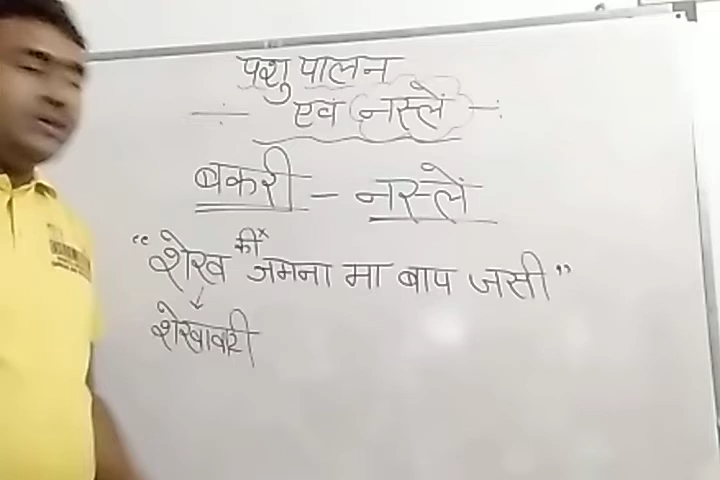 पशु पालन
एवं नस्लें
बकरी - नस्लें
"शेख की जमना मा बाप जसी"
शेखावटी